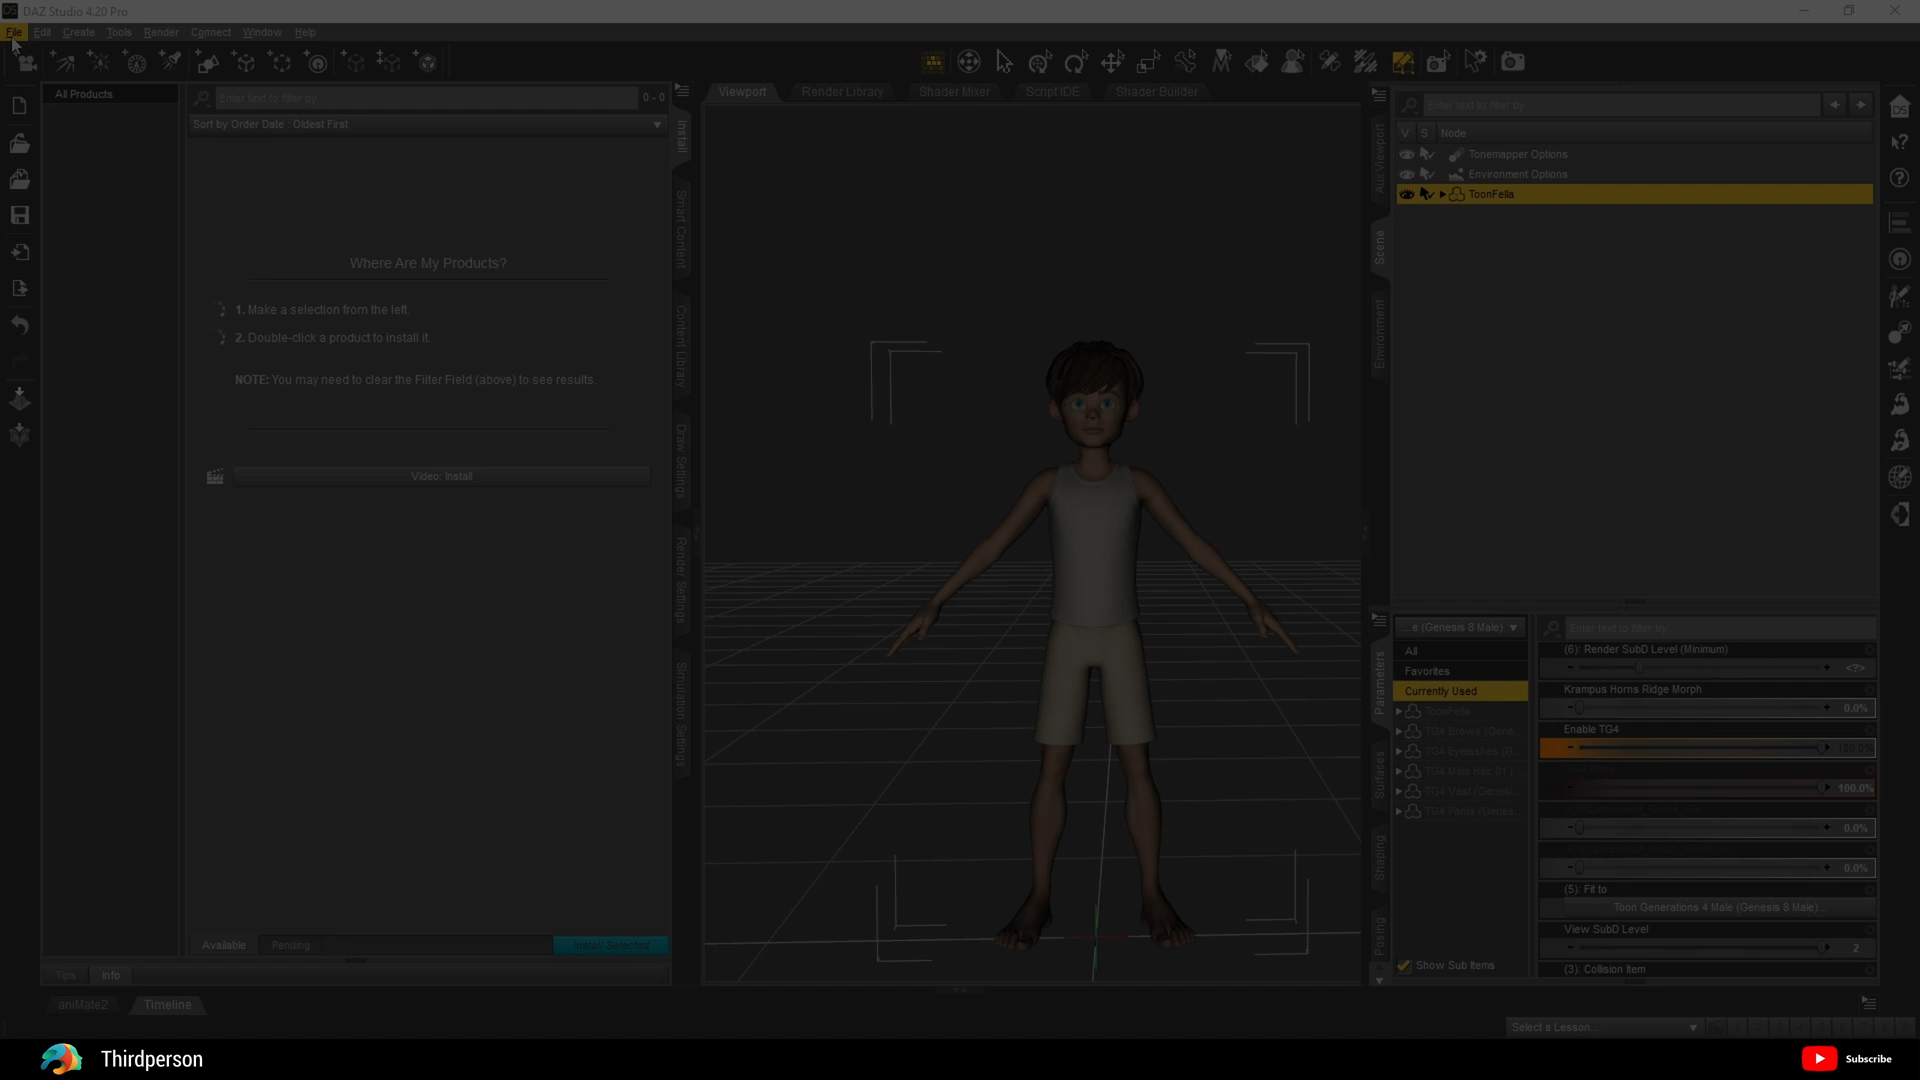 DAZ Studio 4.20 Pro
File Edit Create Tools Render Connect Window Help
All Products
Enter text to filter by
0 - 0
Sort by Order Date : Oldest First
Where Are My Products?
1. Make a selection from the left.
2. Double-click a product to install it.
NOTE: You may need to clear the Filter Field (above) to see results.
Video: Install
Available
Pending
Install Selected
Tips
Info
aniMate2
Timeline
Install
Smart Content
Content Library
Draw Settings
Render Settings
Simulation Settings
Viewport
Render Library
Shader Mixer
Script IDE
Shader Builder
Aux Viewport
Scene
Environment
Enter text to filter by
V S Node
Tonemapper Options
Environment Options
ToonFella
Parameters
Surfaces
Shaping
Posing
...e (Genesis 8 Male)
All
Favorites
Currently Used
ToonFella
TG4 Brows (Gene...
TG4 Eyelashes (G...
TG4 Male Hair 01 (...
TG4 Vest (Genesi...
TG4 Pants (Genes...
Show Sub Items
Enter text to filter by
(6): Render SubD Level (Minimum)
<?>
Krampus Horns Ridge Morph
0.0%
Enable TG4
100.0%
100.0%
0.0%
0.0%
(5): Fit to
Toon Generations 4 Male (Genesis 8 Male)...
View SubD Level
2
(3): Collision Item
Select a Lesson...
Thirdperson
Subscribe